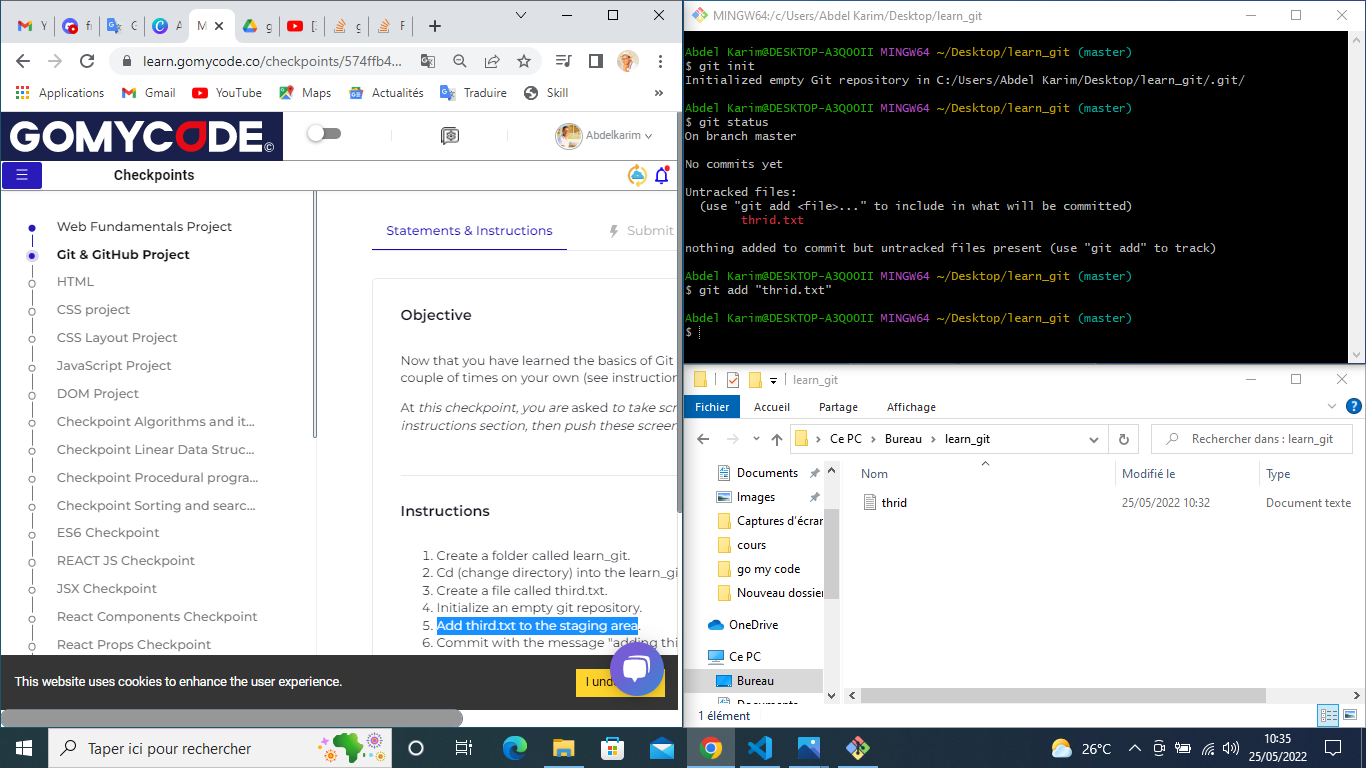 Y
fr
G
A
M
g
[
g
F
learn.gomycode.co/checkpoints/574ffb4...
Applications
Gmail
YouTube
Maps
Actualités
Traduire
Skill
»
GOMYCODE©
Abdelkarim
Checkpoints
Web Fundamentals Project
Git & GitHub Project
HTML
CSS project
CSS Layout Project
JavaScript Project
DOM Project
Checkpoint Algorithms and it...
Checkpoint Linear Data Struc...
Checkpoint Procedural progra...
Checkpoint Sorting and searc...
ES6 Checkpoint
REACT JS Checkpoint
JSX Checkpoint
React Components Checkpoint
React Props Checkpoint
Statements & Instructions
Submit
Objective
Now that you have learned the basics of Git
couple of times on your own (see instruction
At this checkpoint, you are asked to take scr
instructions section, then push these screer
Instructions
1. Create a folder called learn_git.
2. Cd (change directory) into the learn_gi
3. Create a file called third.txt.
4. Initialize an empty git repository.
5. Add third.txt to the staging area.
6. Commit with the message "adding thi
This website uses cookies to enhance the user experience.
I und
MINGW64:/c/Users/Abdel Karim/Desktop/learn_git
Abdel Karim@DESKTOP-A3QOOII MINGW64 ~/Desktop/learn_git (master)
$ git init
Initialized empty Git repository in C:/Users/Abdel Karim/Desktop/learn_git/.git/
Abdel Karim@DESKTOP-A3QOOII MINGW64 ~/Desktop/learn_git (master)
$ git status
On branch master
No commits yet
Untracked files:
(use "git add <file>..." to include in what will be committed)
thrid.txt
nothing added to commit but untracked files present (use "git add" to track)
Abdel Karim@DESKTOP-A3QOOII MINGW64 ~/Desktop/learn_git (master)
$ git add "thrid.txt"
Abdel Karim@DESKTOP-A3QOOII MINGW64 ~/Desktop/learn_git (master)
$
learn_git
Fichier
Accueil
Partage
Affichage
Ce PC › Bureau › learn_git
Rechercher dans : learn_git
Documents
Images
Captures d'écran
cours
go my code
Nouveau dossier
OneDrive
Ce PC
Bureau
Documents
Nom
Modifié le
Type
thrid
25/05/2022 10:32
Document texte
1 élément
Taper ici pour rechercher
26°C
10:35
25/05/2022